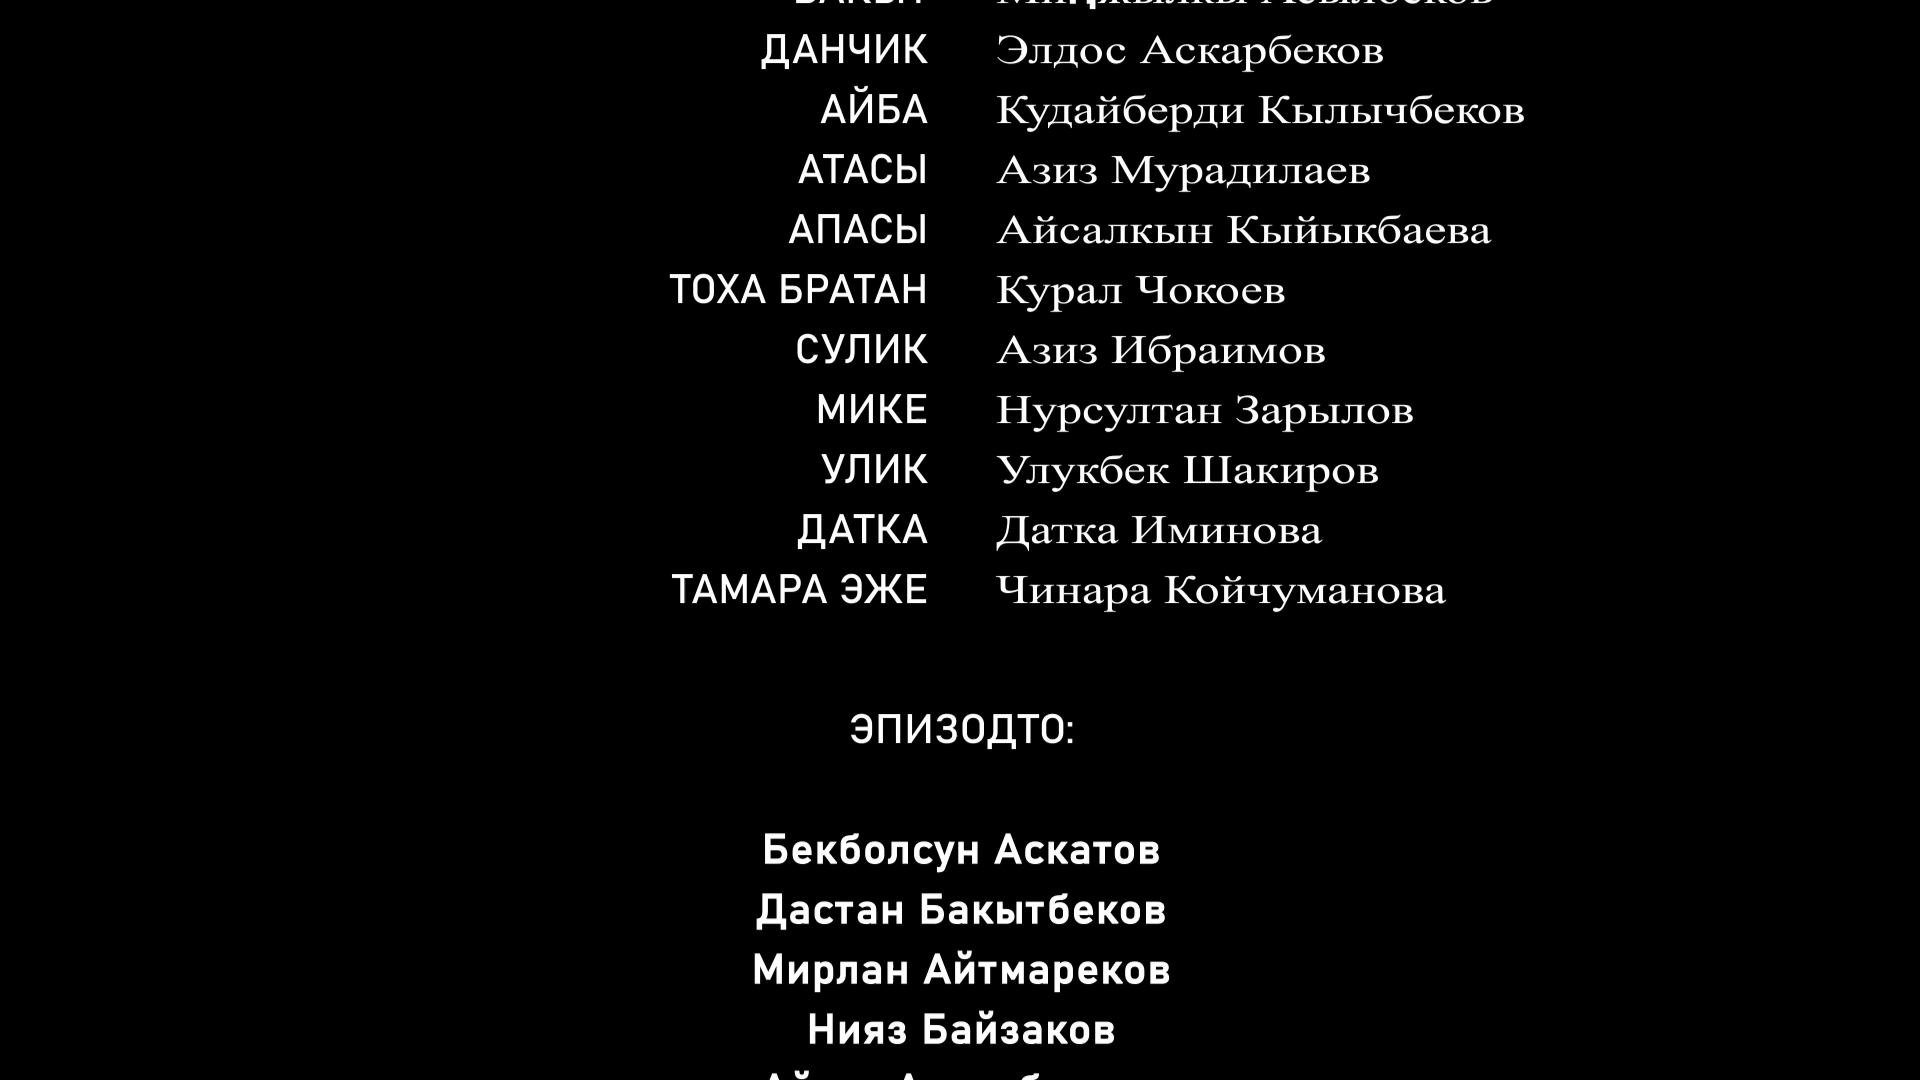 ДАНЧИК Элдос Аскарбеков
АЙБА Кудайберди Кылычбеков
АТАСЫ Азиз Мурадилаев
АПАСЫ Айсалкын Кыйыкбаева
ТОХА БРАТАН Курал Чокоев
СУЛИК Азиз Ибраимов
МИКЕ Нурсултан Зарылов
УЛИК Улукбек Шакиров
ДАТКА Датка Иминова
ТАМАРА ЭЖЕ Чинара Койчуманова
ЭПИЗОДТО:
Бекболсун Аскатов
Дастан Бакытбеков
Мирлан Айтмареков
Нияз Байзаков